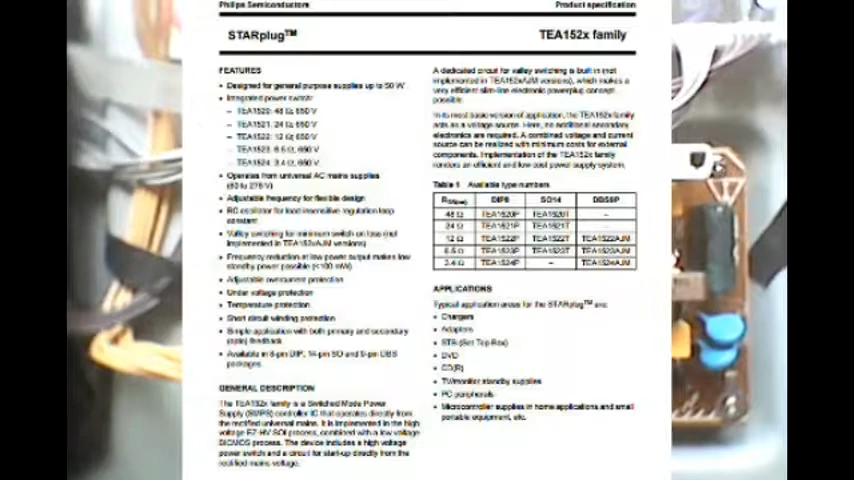 Philips Semiconductors
Product specification
STARplug™
TEA152x family
FEATURES
• Designed for general purpose supplies up to 50 W
• Integrated power switch:
– TEA1520: 48 Ω; 650 V
– TEA1521: 24 Ω; 650 V
– TEA1522: 12 Ω; 650 V
– TEA1523: 6.5 Ω; 650 V
– TEA1524: 3.4 Ω; 650 V
• Operates from universal AC mains supplies
(80 to 276 V)
• Adjustable frequency for flexible design
• RC oscillator for load insensitive regulation loop
constant
• Valley switching for minimum switch-on loss (not
implemented in TEA152xAJM versions)
• Frequency reduction at low power output makes low
standby power possible (<100 mW)
• Adjustable overcurrent protection
• Under voltage protection
• Temperature protection
• Short circuit winding protection
• Simple application with both primary and secondary
(opto) feedback
• Available in 8-pin DIP, 14-pin SO and 9-pin DBS
packages.
GENERAL DESCRIPTION
The TEA152x family is a Switched Mode Power
Supply (SMPS) controller IC that operates directly from
the rectified universal mains. It is implemented in the high
voltage EZ-HV SOI process, combined with a low voltage
BICMOS process. The device includes a high voltage
power switch and a circuit for start-up directly from the
rectified mains voltage.
A dedicated circuit for valley switching is built in (not
implemented in TEA152xAJM versions), which makes a
very efficient slim-line electronic powerplug concept
possible.
In its most basic version of application, the TEA152x family
acts as a voltage source. Here, no additional secondary
electronics are required. A combined voltage and current
source can be realized with minimum costs for external
components. Implementation of the TEA152x family
renders an efficient and low cost power supply system.
Table 1 Available type numbers
RDS(on) DIP8 SO14 DBS9P
48 Ω TEA1520P TEA1520T –
24 Ω TEA1521P TEA1521T –
12 Ω TEA1522P TEA1522T TEA1522AJM
6.5 Ω TEA1523P TEA1523T TEA1523AJM
3.4 Ω TEA1524P – TEA1524AJM
APPLICATIONS
Typical application areas for the STARplug™ are:
• Chargers
• Adapters
• STB (Set Top Box)
• DVD
• CD(R)
• TV/monitor standby supplies
• PC peripherals
• Microcontroller supplies in home applications and small
portable equipment, etc.